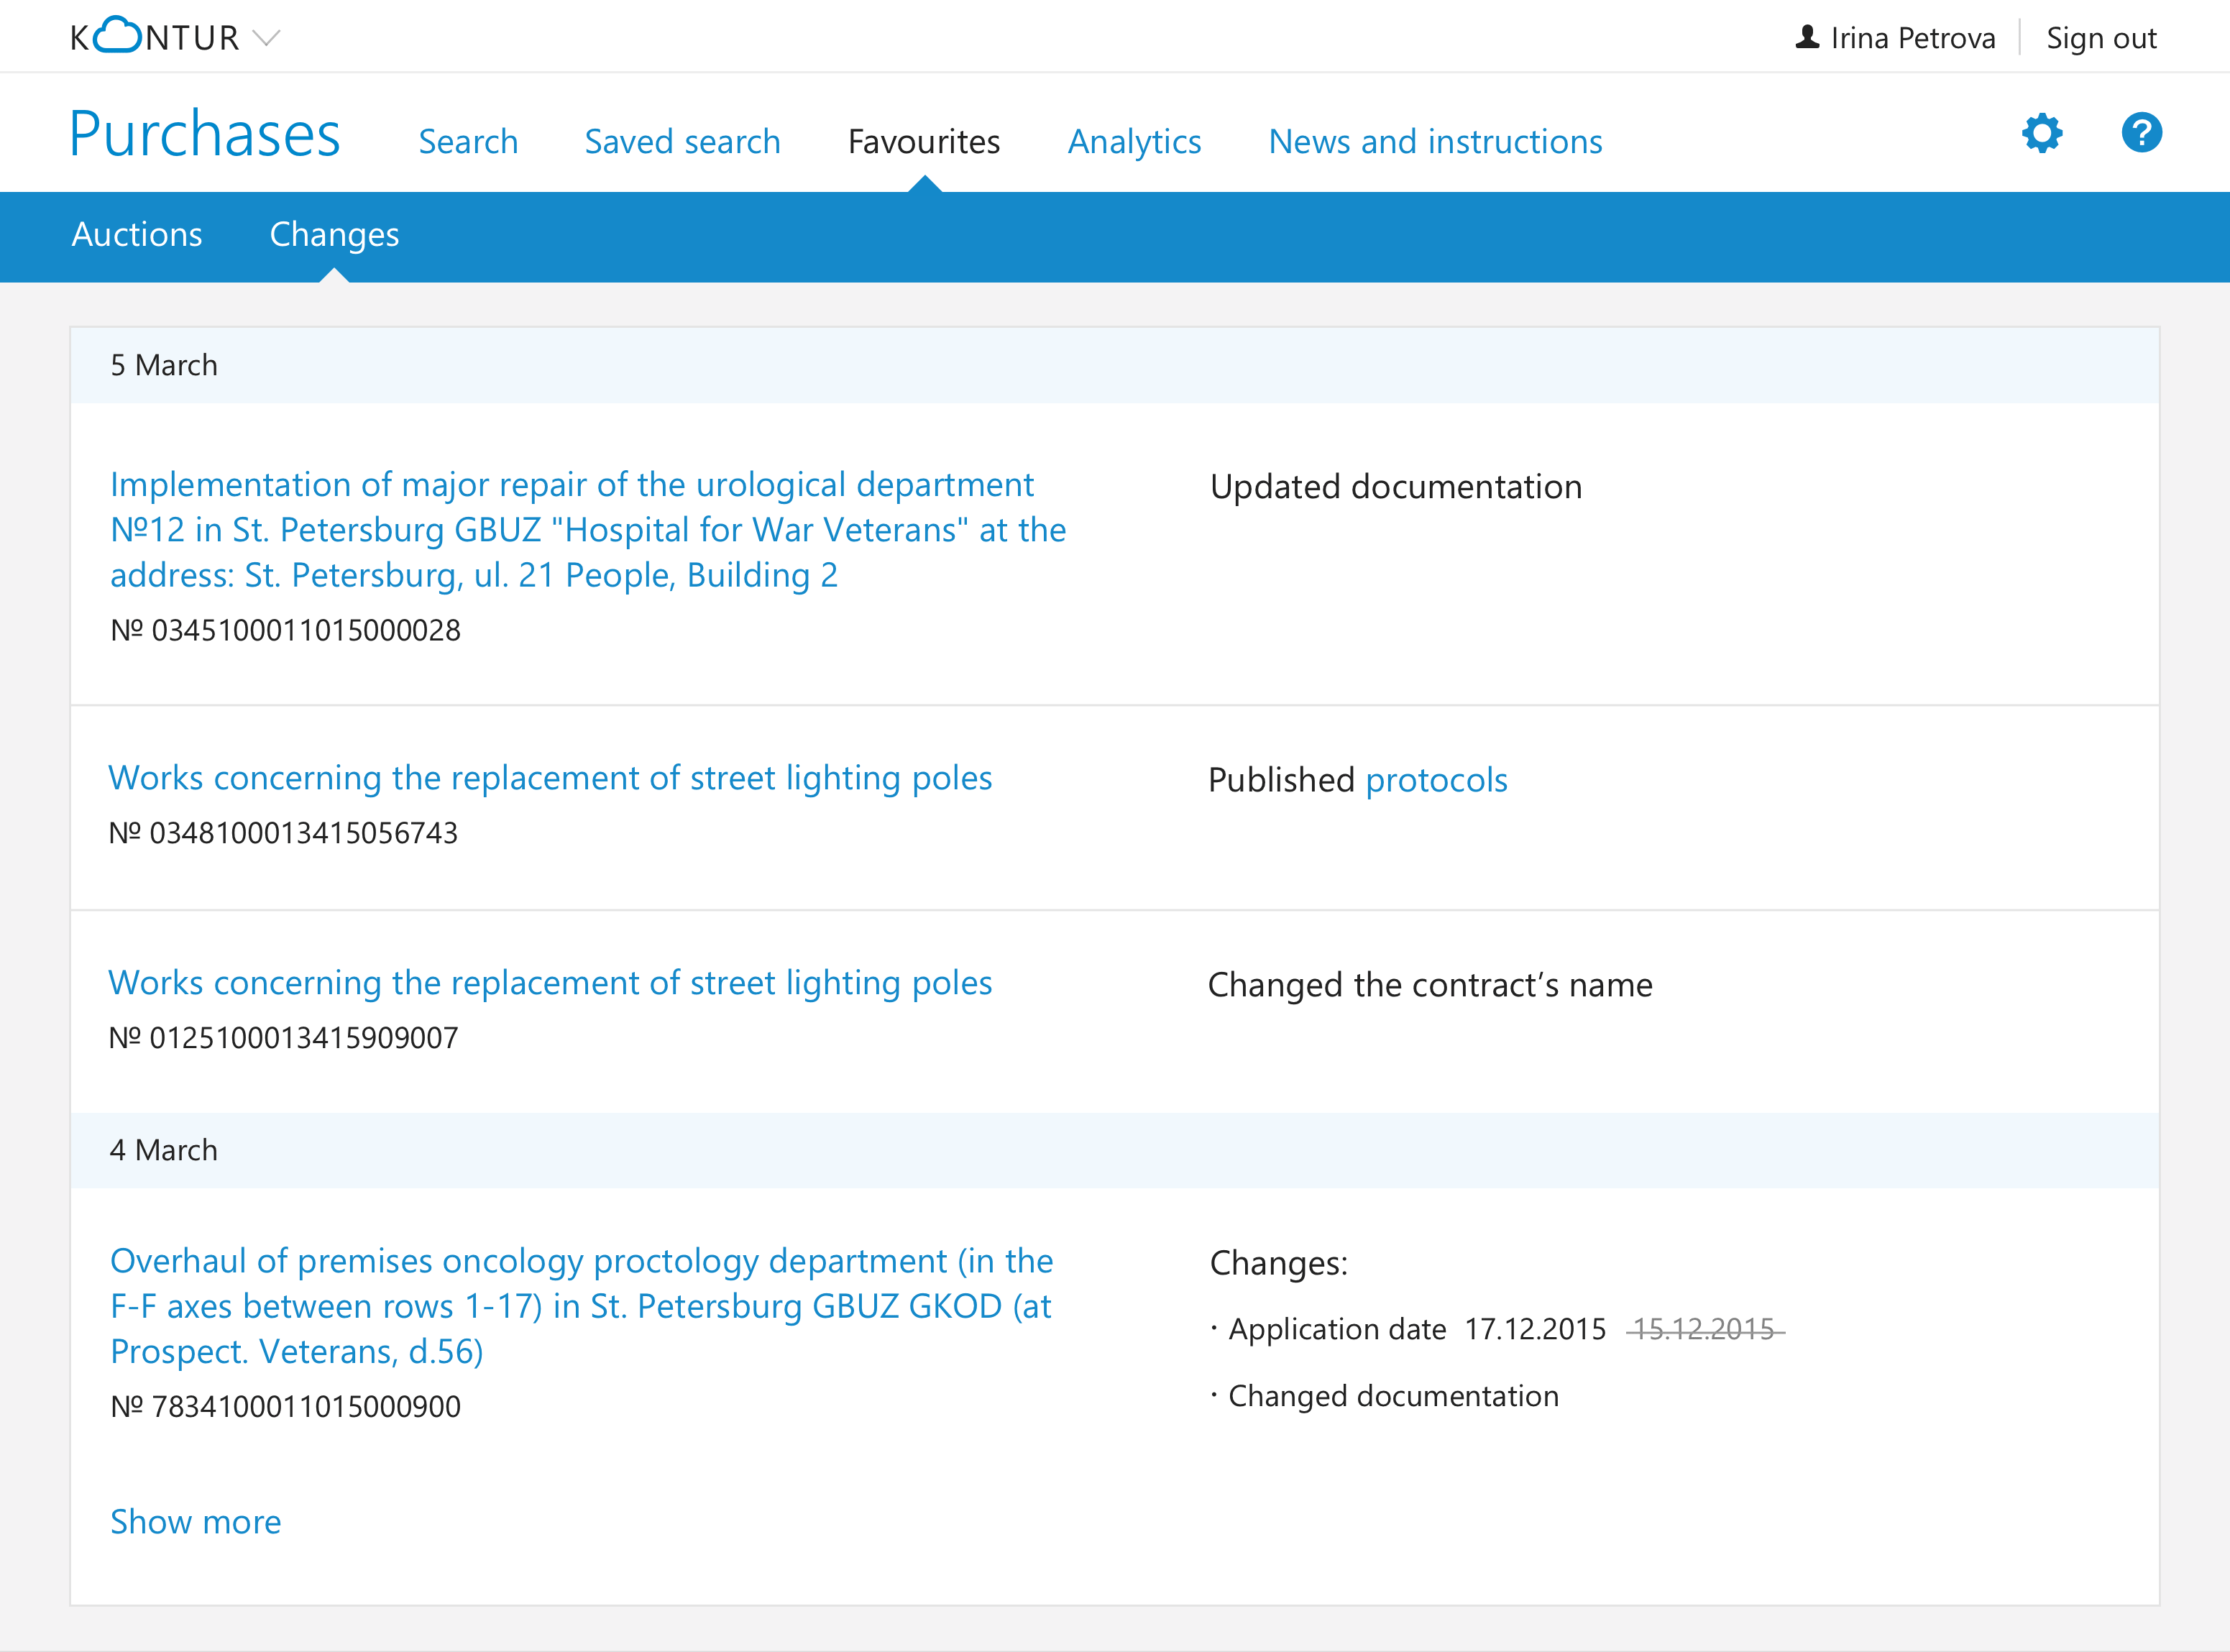 KONTUR
Irina Petrova
Sign out
Purchases
Search
Saved search
Favourites
Analytics
News and instructions
?
Auctions
Changes
5 March
Implementation of major repair of the urological department
№12 in St. Petersburg GBUZ "Hospital for War Veterans" at the
address: St. Petersburg, ul. 21 People, Building 2
№ 0345100011015000028
Updated documentation
Works concerning the replacement of street lighting poles
№ 0348100013415056743
Published protocols
Works concerning the replacement of street lighting poles
№ 0125100013415909007
Changed the contract’s name
4 March
Overhaul of premises oncology proctology department (in the
F-F axes between rows 1-17) in St. Petersburg GBUZ GKOD (at
Prospect. Veterans, d.56)
№ 7834100011015000900
Changes:
· Application date 17.12.2015 15.12.2015
· Changed documentation
Show more